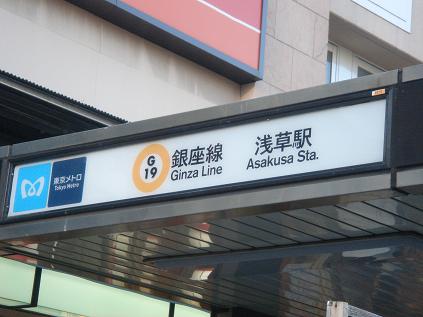 東京メトロ
Tokyo Metro
G
19
銀座線
Ginza Line
浅草駅
Asakusa Sta.